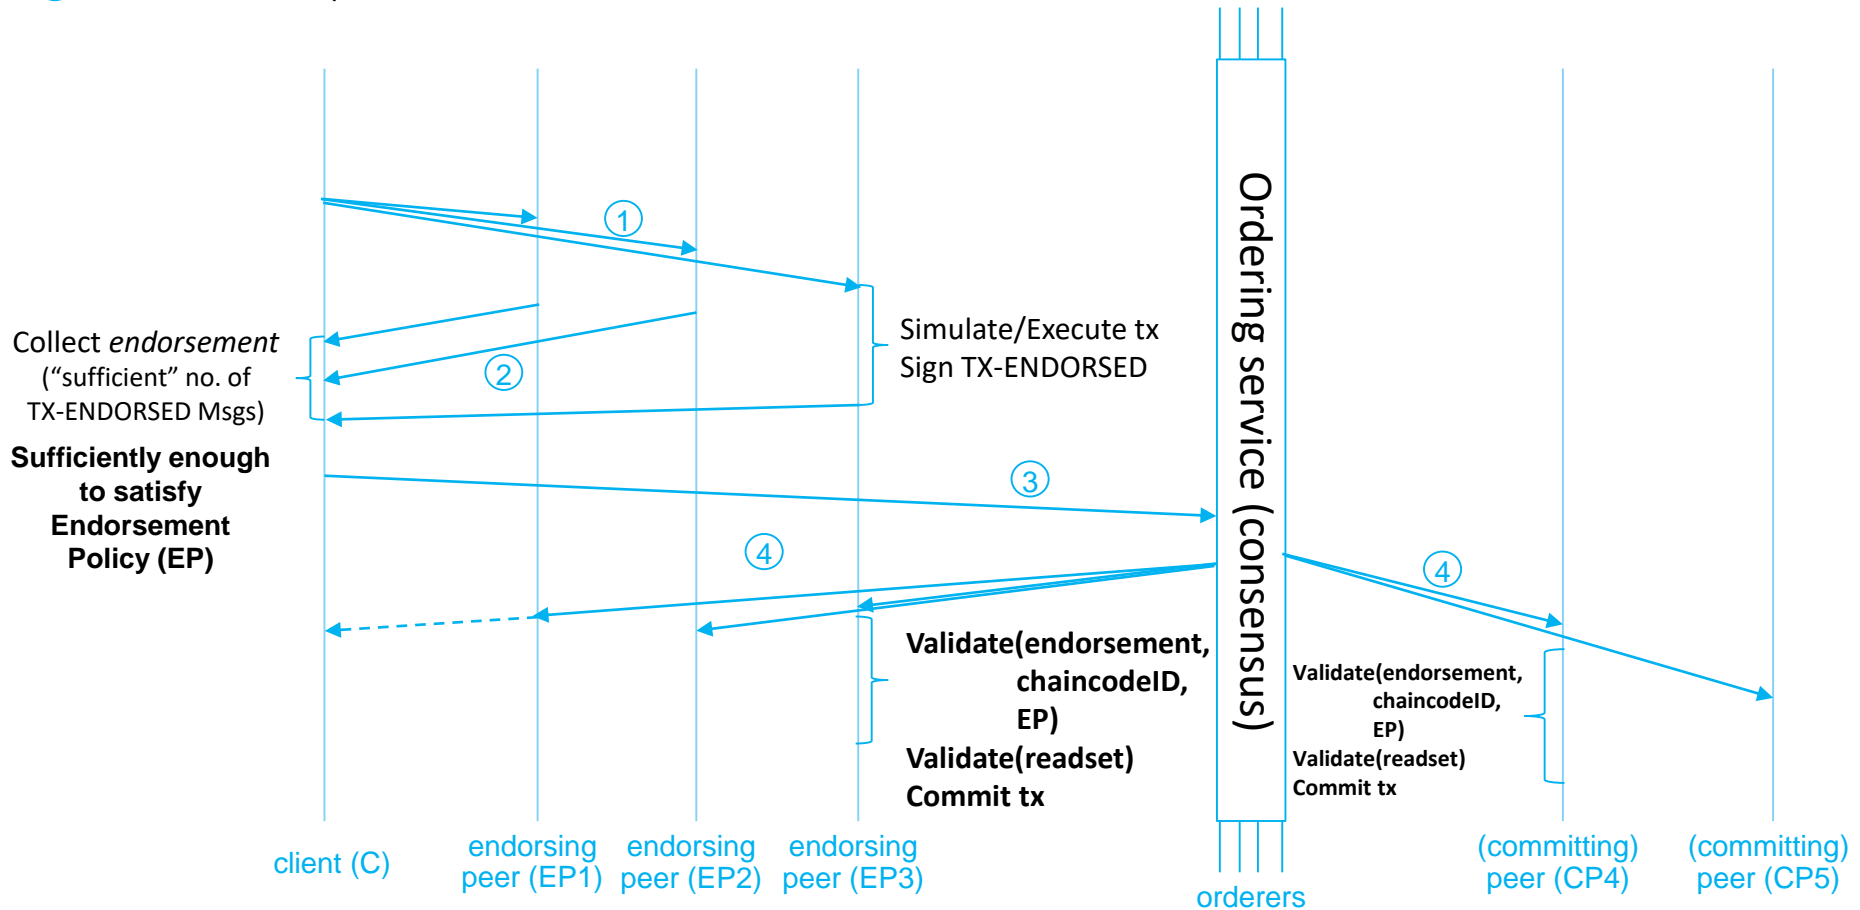 1
Simulate/Execute tx
Sign TX-ENDORSED
Collect endorsement
(“sufficient” no. of
TX-ENDORSED Msgs)
2
Sufficiently enough
to satisfy
Endorsement
Policy (EP)
3
4
4
Ordering service (consensus)
Validate(endorsement,
chaincodeID,
EP)
Validate(readset)
Commit tx
Validate(endorsement,
chaincodeID,
EP)
Validate(readset)
Commit tx
client (C)
endorsing
peer (EP1)
endorsing
peer (EP2)
endorsing
peer (EP3)
orderers
(committing)
peer (CP4)
(committing)
peer (CP5)